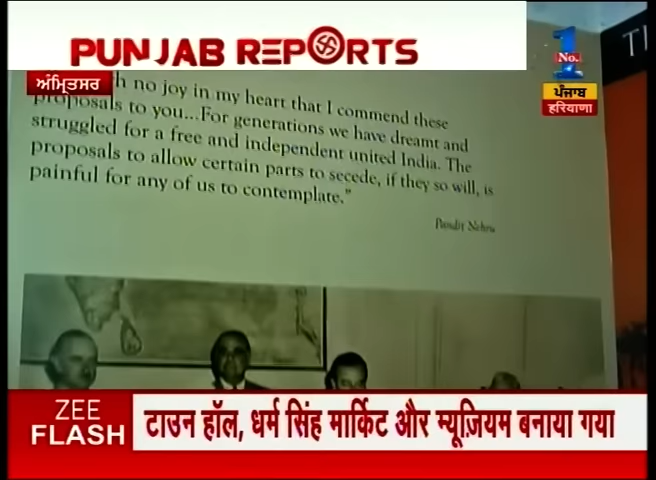 PUNJAB REPORTS
1
No.
ਅੰਮ੍ਰਿਤਸਰ
ਪੰਜਾਬ
हरियाणा
h no joy in my heart that I commend these
proposals to you...For generations we have dreamt and
struggled for a free and independent united India. The
proposals to allow certain parts to secede, if they so will, is
painful for any of us to contemplate."
Pandit Nehru
ZEE
FLASH
टाउन हॉल, धर्म सिंह मार्किट और म्यूज़ियम बनाया गया